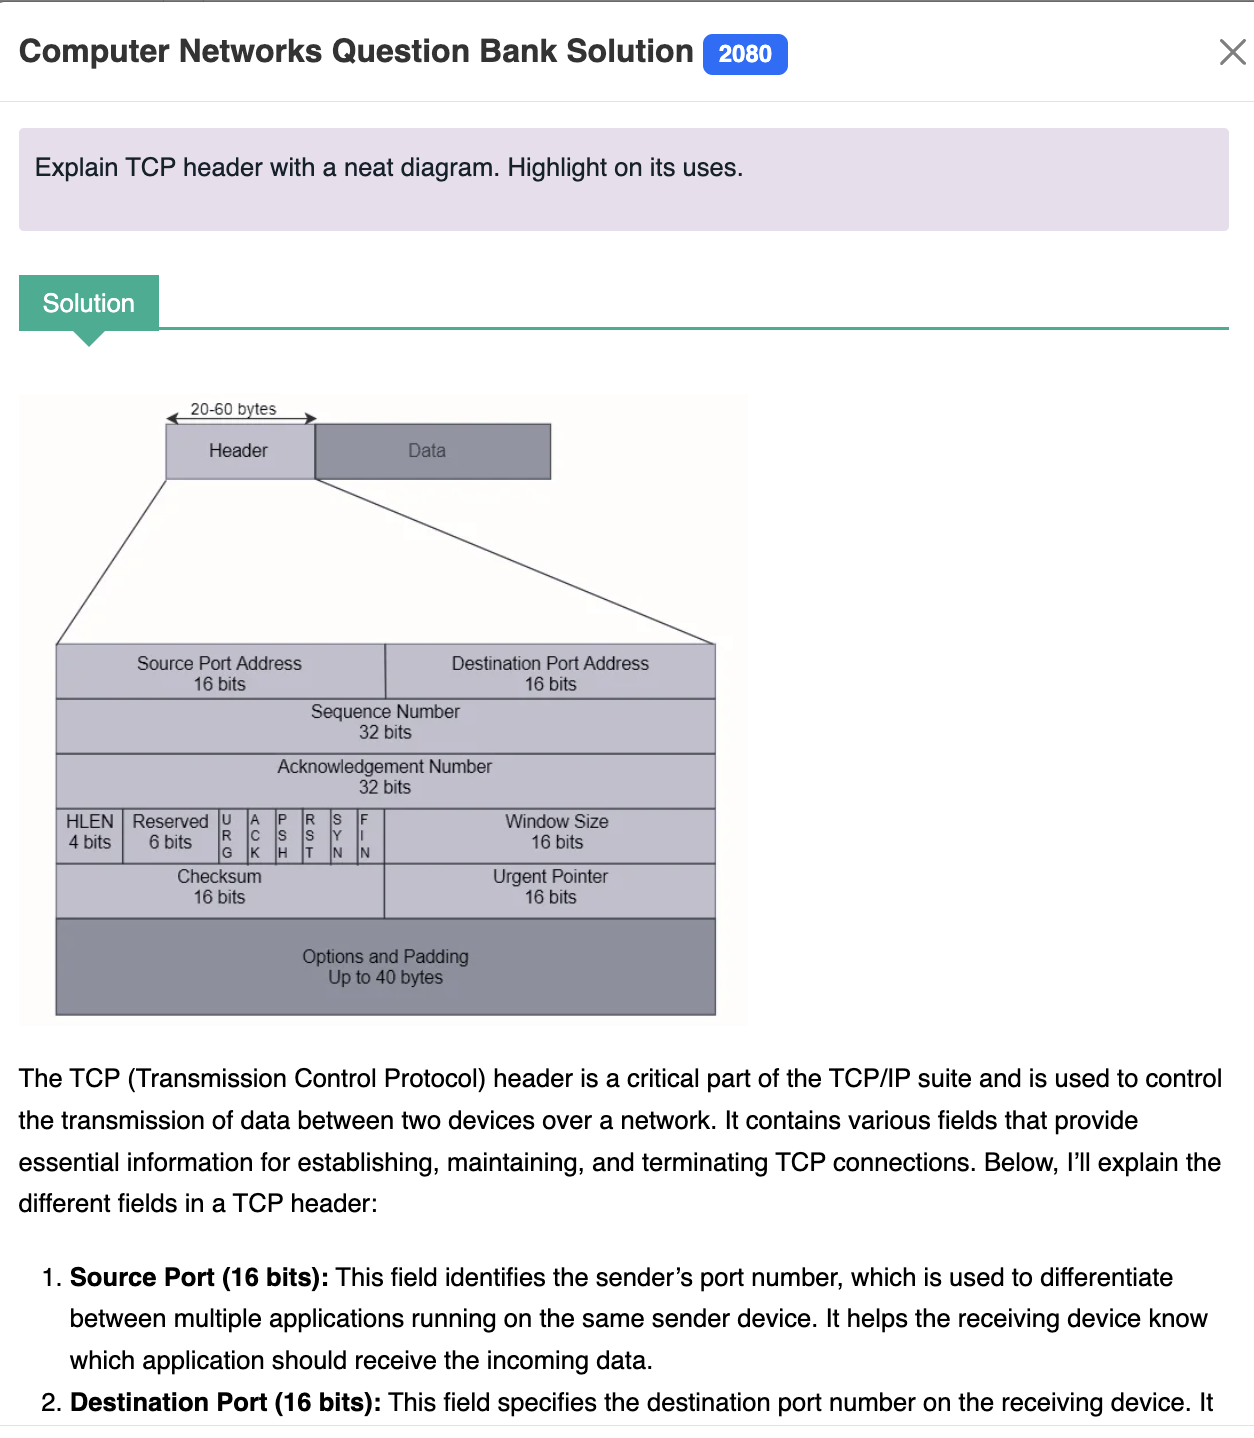 Computer Networks Question Bank Solution 2080
Explain TCP header with a neat diagram. Highlight on its uses.
Solution
20-60 bytes
Header
Data
Source Port Address
16 bits
Destination Port Address
16 bits
Sequence Number
32 bits
Acknowledgement Number
32 bits
HLEN
4 bits
Reserved
6 bits
URG
ACK
PSH
RST
SYN
FIN
Window Size
16 bits
Checksum
16 bits
Urgent Pointer
16 bits
Options and Padding
Up to 40 bytes
The TCP (Transmission Control Protocol) header is a critical part of the TCP/IP suite and is used to control
the transmission of data between two devices over a network. It contains various fields that provide
essential information for establishing, maintaining, and terminating TCP connections. Below, I’ll explain the
different fields in a TCP header:
1. Source Port (16 bits): This field identifies the sender’s port number, which is used to differentiate
between multiple applications running on the same sender device. It helps the receiving device know
which application should receive the incoming data.
2. Destination Port (16 bits): This field specifies the destination port number on the receiving device. It